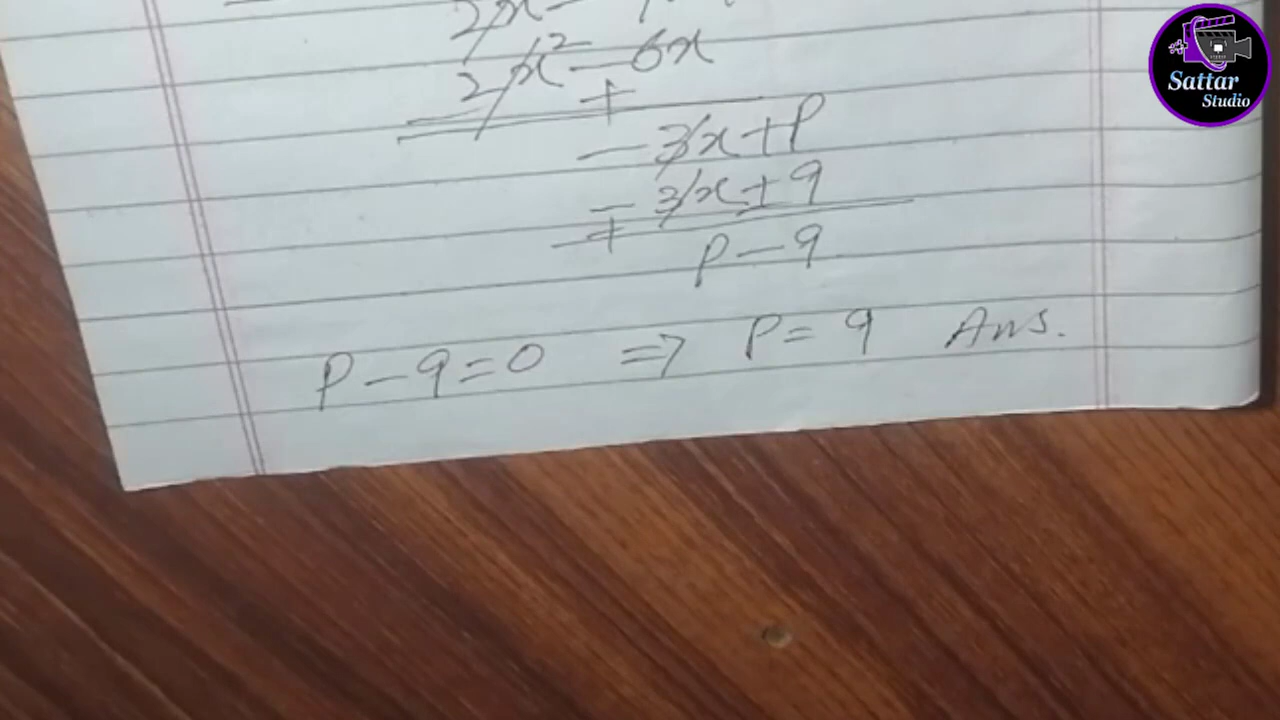 2x²-6x
+
-3x+P
-3x+9
+ -
P-9
P-9=0 => P=9 Ans.
Sattar
Studio